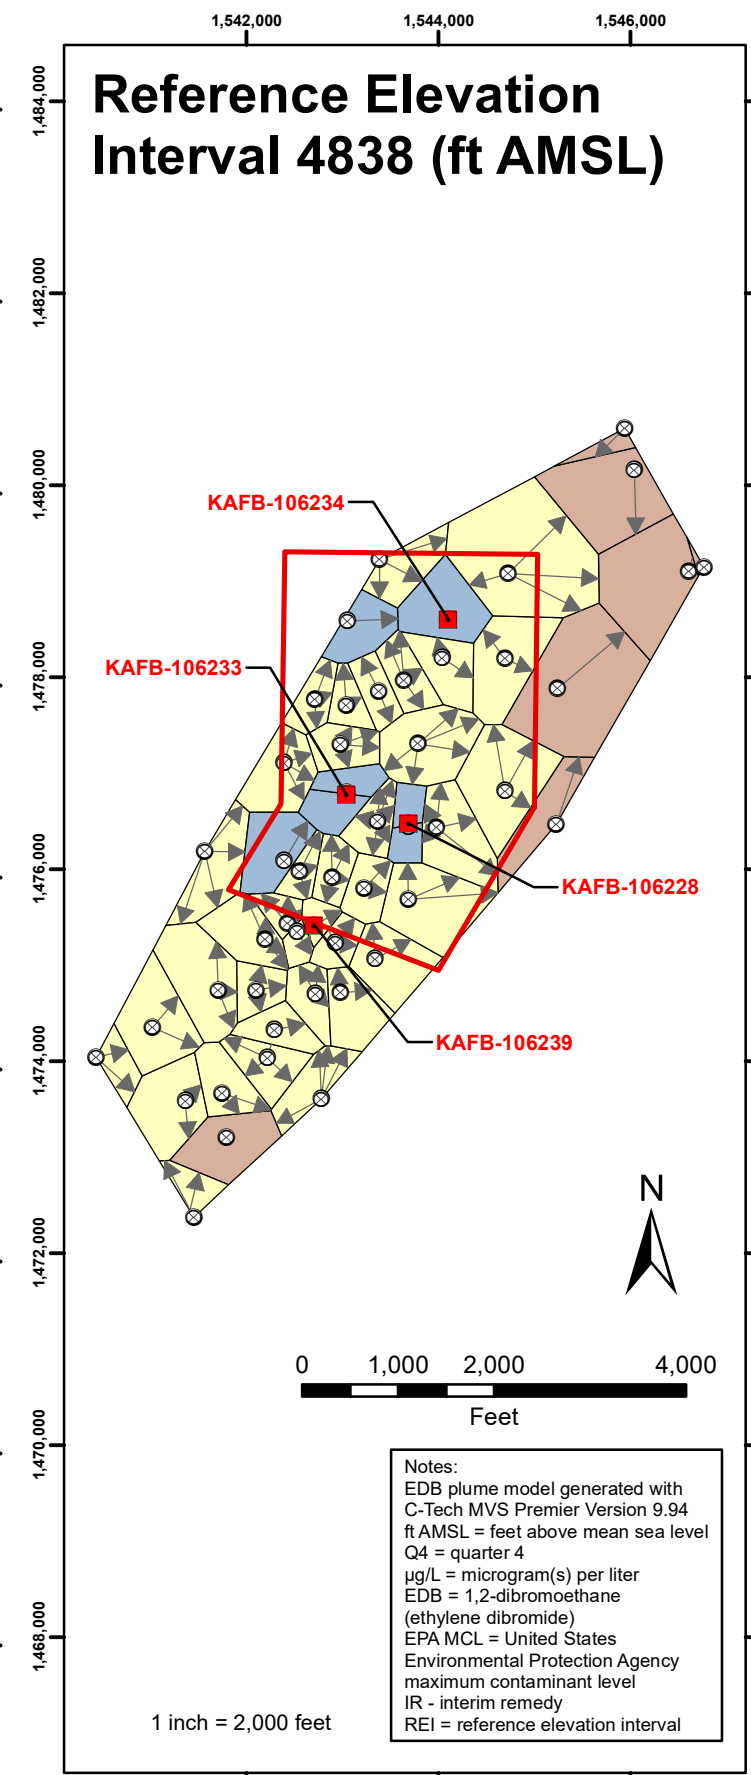 1,542,000
1,544,000
1,546,000
Reference Elevation
Interval 4838 (ft AMSL)
1,484,000
1,482,000
1,480,000
KAFB-106234
1,478,000
KAFB-106233
1,476,000
KAFB-106228
KAFB-106239
1,474,000
N
1,472,000
0 1,000 2,000 4,000
Feet
1,470,000
Notes:
EDB plume model generated with
C-Tech MVS Premier Version 9.94
ft AMSL = feet above mean sea level
Q4 = quarter 4
µg/L = microgram(s) per liter
EDB = 1,2-dibromoethane
(ethylene dibromide)
EPA MCL = United States
Environmental Protection Agency
maximum contaminant level
IR - interim remedy
REI = reference elevation interval
1,468,000
1 inch = 2,000 feet